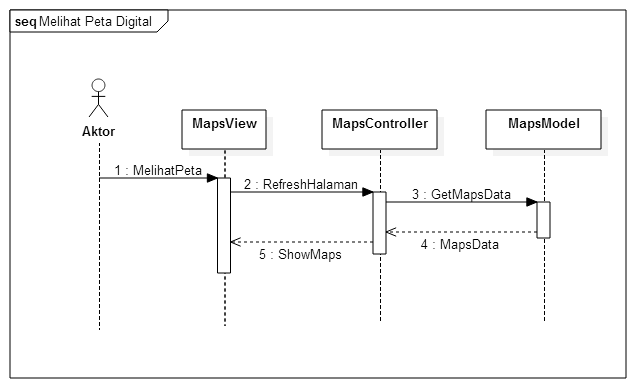 seq Melihat Peta Digital
Aktor
MapsView
MapsController
MapsModel
1 : MelihatPeta
2 : RefreshHalaman
3 : GetMapsData
4 : MapsData
5 : ShowMaps